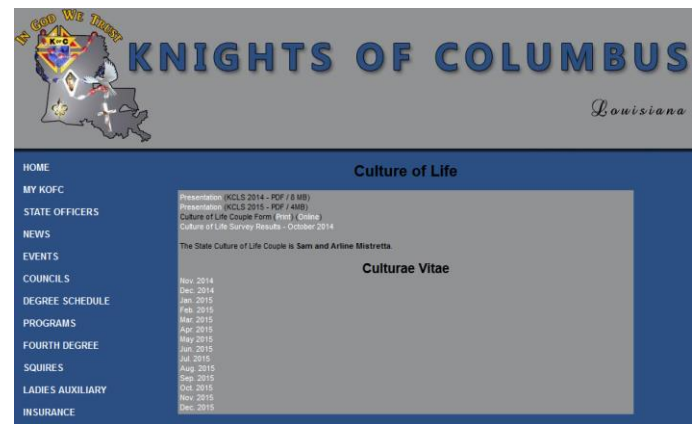 IN GOD WE TRUST
K of C
KNIGHTS OF COLUMBUS
Louisiana
HOME
MY KOFC
STATE OFFICERS
NEWS
EVENTS
COUNCILS
DEGREE SCHEDULE
PROGRAMS
FOURTH DEGREE
SQUIRES
LADIES AUXILIARY
INSURANCE
Culture of Life
Presentation (KCLS 2014 - PDF / 6 MB)
Presentation (KCLS 2015 - PDF / 4MB)
Culture of Life Couple Form (Print) (Online)
Culture of Life Survey Results - October 2014
The State Culture of Life Couple is Sam and Arline Mistretta.
Culturae Vitae
Nov. 2014
Dec. 2014
Jan. 2015
Feb. 2015
Mar. 2015
Apr. 2015
May 2015
Jun. 2015
Jul. 2015
Aug. 2015
Sep. 2015
Oct. 2015
Nov. 2015
Dec. 2015